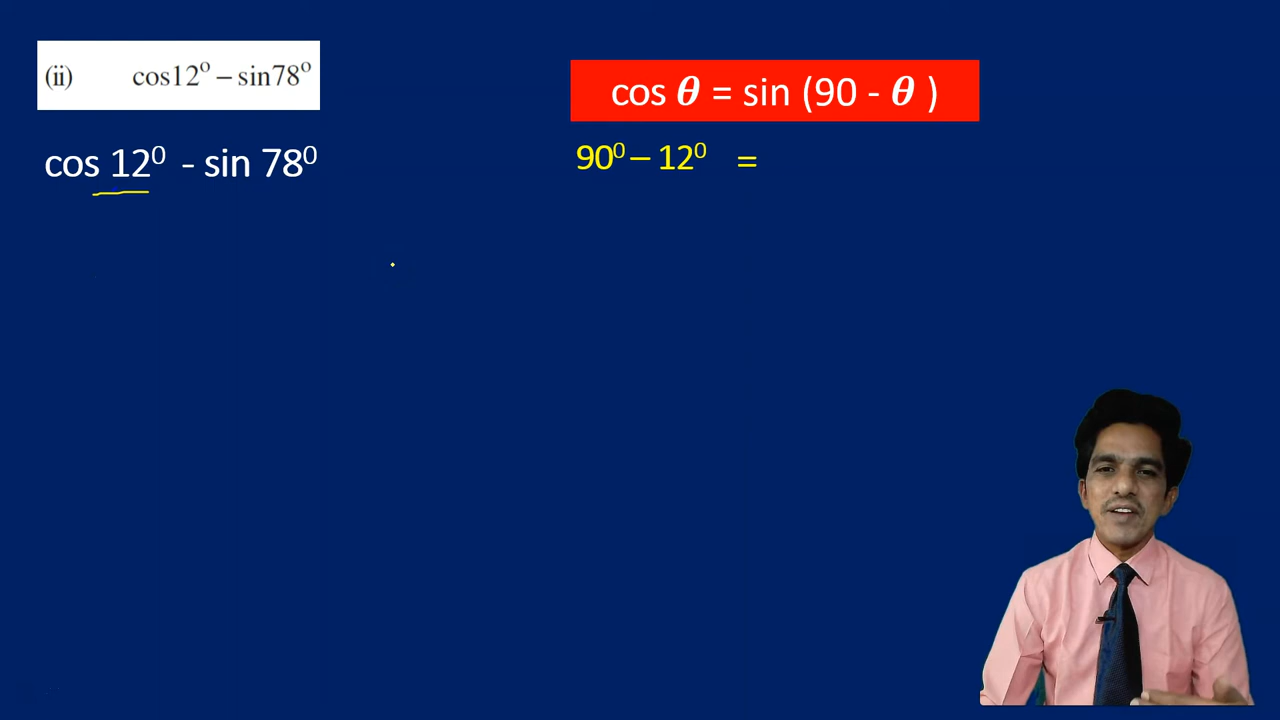 (ii) cos12° – sin78°
cos θ = sin (90 - θ )
cos 12⁰ - sin 78⁰
90⁰ – 12⁰ =